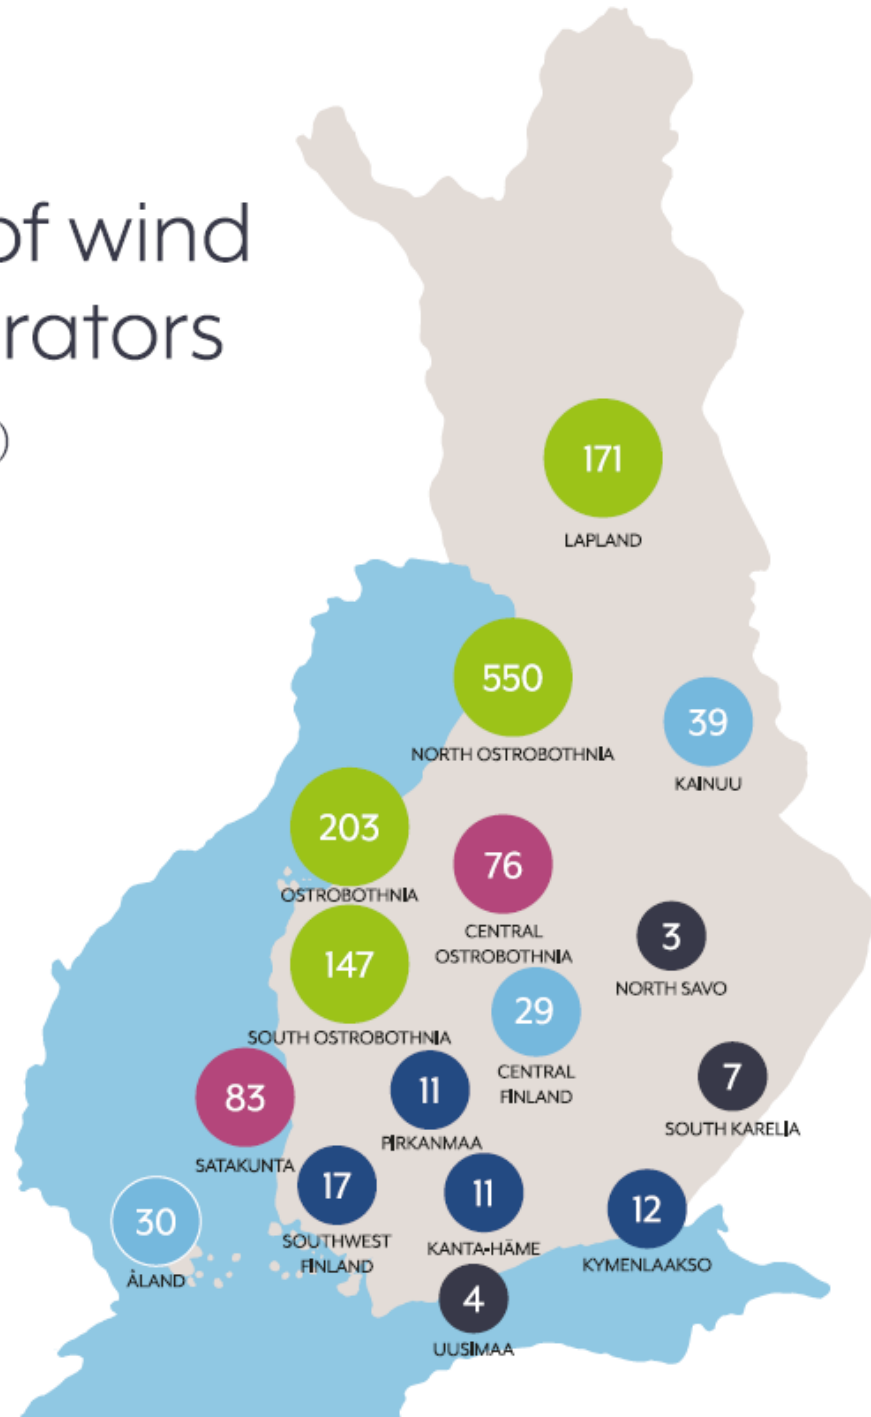 of wind
rators
)
171
LAPLAND
550
NORTH OSTROBOTHNIA
39
KAINUU
203
OSTROBOTHNIA
76
CENTRAL
OSTROBOTHNIA
3
NORTH SAVO
147
SOUTH OSTROBOTHNIA
29
CENTRAL
FINLAND
7
SOUTH KARELIA
83
SATAKUNTA
11
PIRKANMAA
17
SOUTHWEST
FINLAND
11
KANTA-HÄME
12
KYMENLAAKSO
30
ÅLAND
4
UUSIMAA